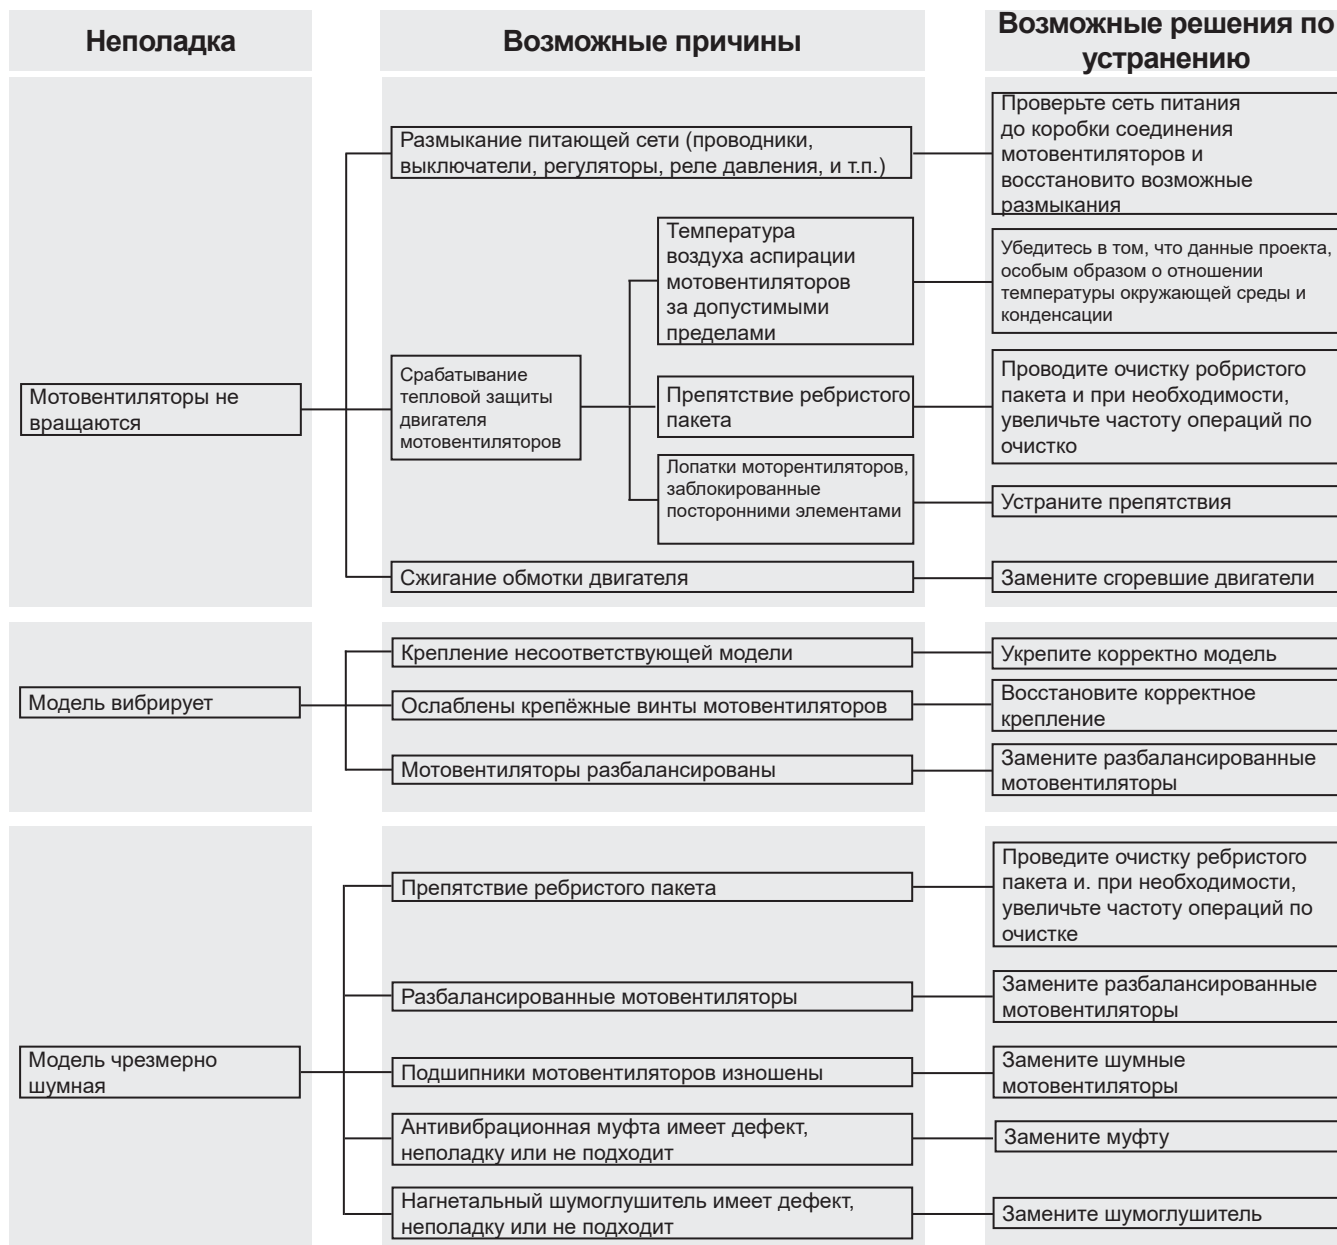 Неполадка
Возможные причины
Возможные решения по
устранению
Мотовентиляторы не
вращаются
Размыкание питающей сети (проводники,
выключатели, регуляторы, реле давления, и т.п.)
Проверьте сеть питания
до коробки соединения
мотовентиляторов и
восстановито возможные
размыкания
Срабатывание
тепловой защиты
двигателя
мотовентиляторов
Температура
воздуха аспирации
мотовентиляторов
за допустимыми
пределами
Убедитесь в том, что данные проекта,
особым образом о отношении
температуры окружающей среды и
конденсации
Препятствие ребристого
пакета
Проводите очистку робристого
пакета и при необходимости,
увеличьте частоту операций по
очистко
Лопатки моторентиляторов,
заблокированные
посторонними элементами
Устраните препятствия
Сжигание обмотки двигателя
Замените сгоревшие двигатели
Модель вибрирует
Крепление несоответствующей модели
Укрепите корректно модель
Ослаблены крепёжные винты мотовентиляторов
Восстановите корректное
крепление
Мотовентиляторы разбалансированы
Замените разбалансированные
мотовентиляторы
Модель чрезмерно
шумная
Препятствие ребристого пакета
Проведите очистку ребристого
пакета и. при необходимости,
увеличьте частоту операций по
очистке
Разбалансированные мотовентиляторы
Замените разбалансированные
мотовентиляторы
Подшипники мотовентиляторов изношены
Замените шумные
мотовентиляторы
Антивибрационная муфта имеет дефект,
неполадку или не подходит
Замените муфту
Нагнетальный шумоглушитель имеет дефект,
неполадку или не подходит
Замените шумоглушитель